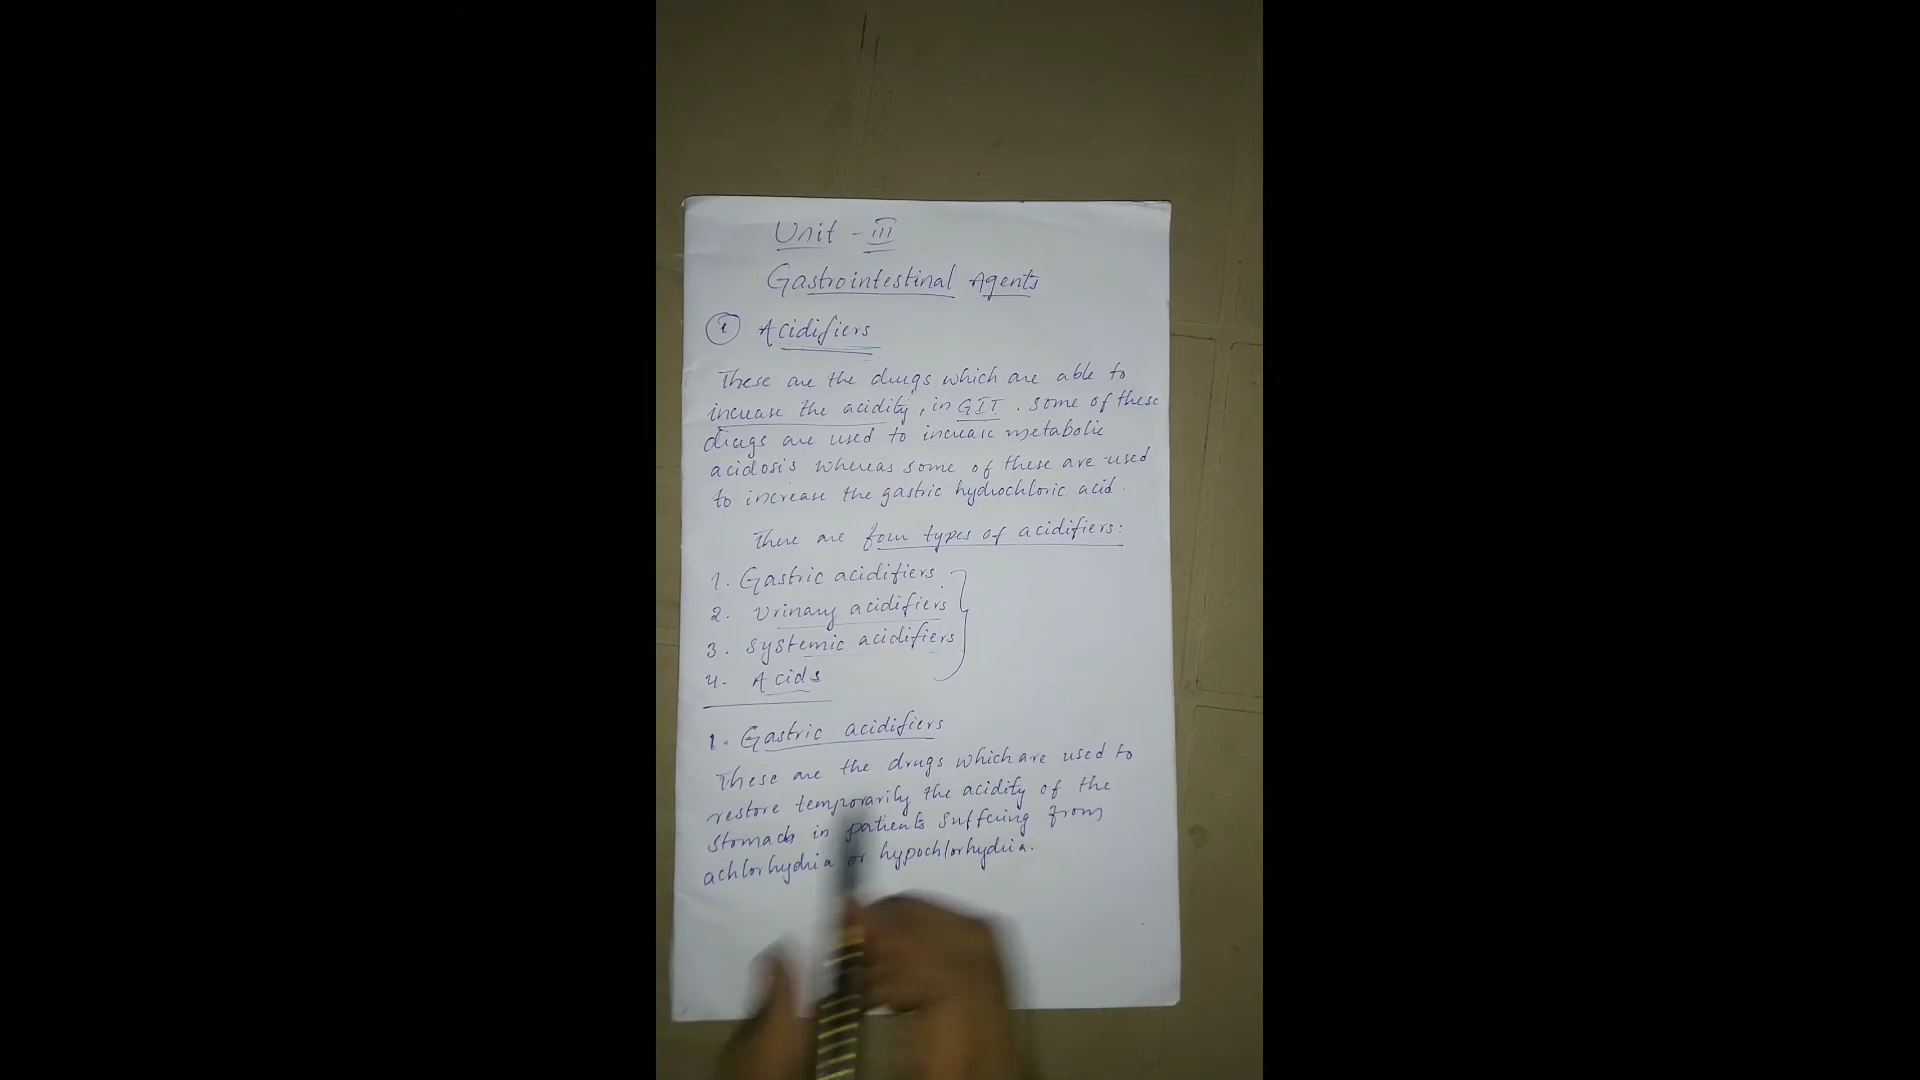 Unit - III
Gastrointestinal Agents
1 Acidifiers
These are the drugs which are able to
increase the acidity, in GIT. Some of these
drugs are used to increase metabolic
acidosis whereas some of these are used
to increase the gastric hydrochloric acid.
There are four types of acidifiers:
1. Gastric acidifiers
2. Urinary acidifiers
3. Systemic acidifiers
4. Acids
1. Gastric acidifiers
These are the drugs which are used to
restore temporarily the acidity of the
stomach in patients suffering from
achlorhydria or hypochlorhydria.